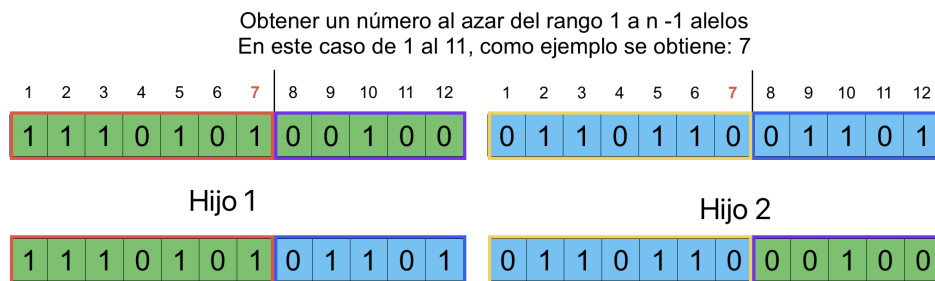 Obtener un número al azar del rango 1 a n -1 alelos
En este caso de 1 al 11, como ejemplo se obtiene: 7
1 2 3 4 5 6 7 8 9 10 11 12
1 1 1 0 1 0 1 0 0 1 0 0
1 2 3 4 5 6 7 8 9 10 11 12
0 1 1 0 1 1 0 0 1 1 0 1
Hijo 1
1 1 1 0 1 0 1 0 1 1 0 1
Hijo 2
0 1 1 0 1 1 0 0 0 1 0 0